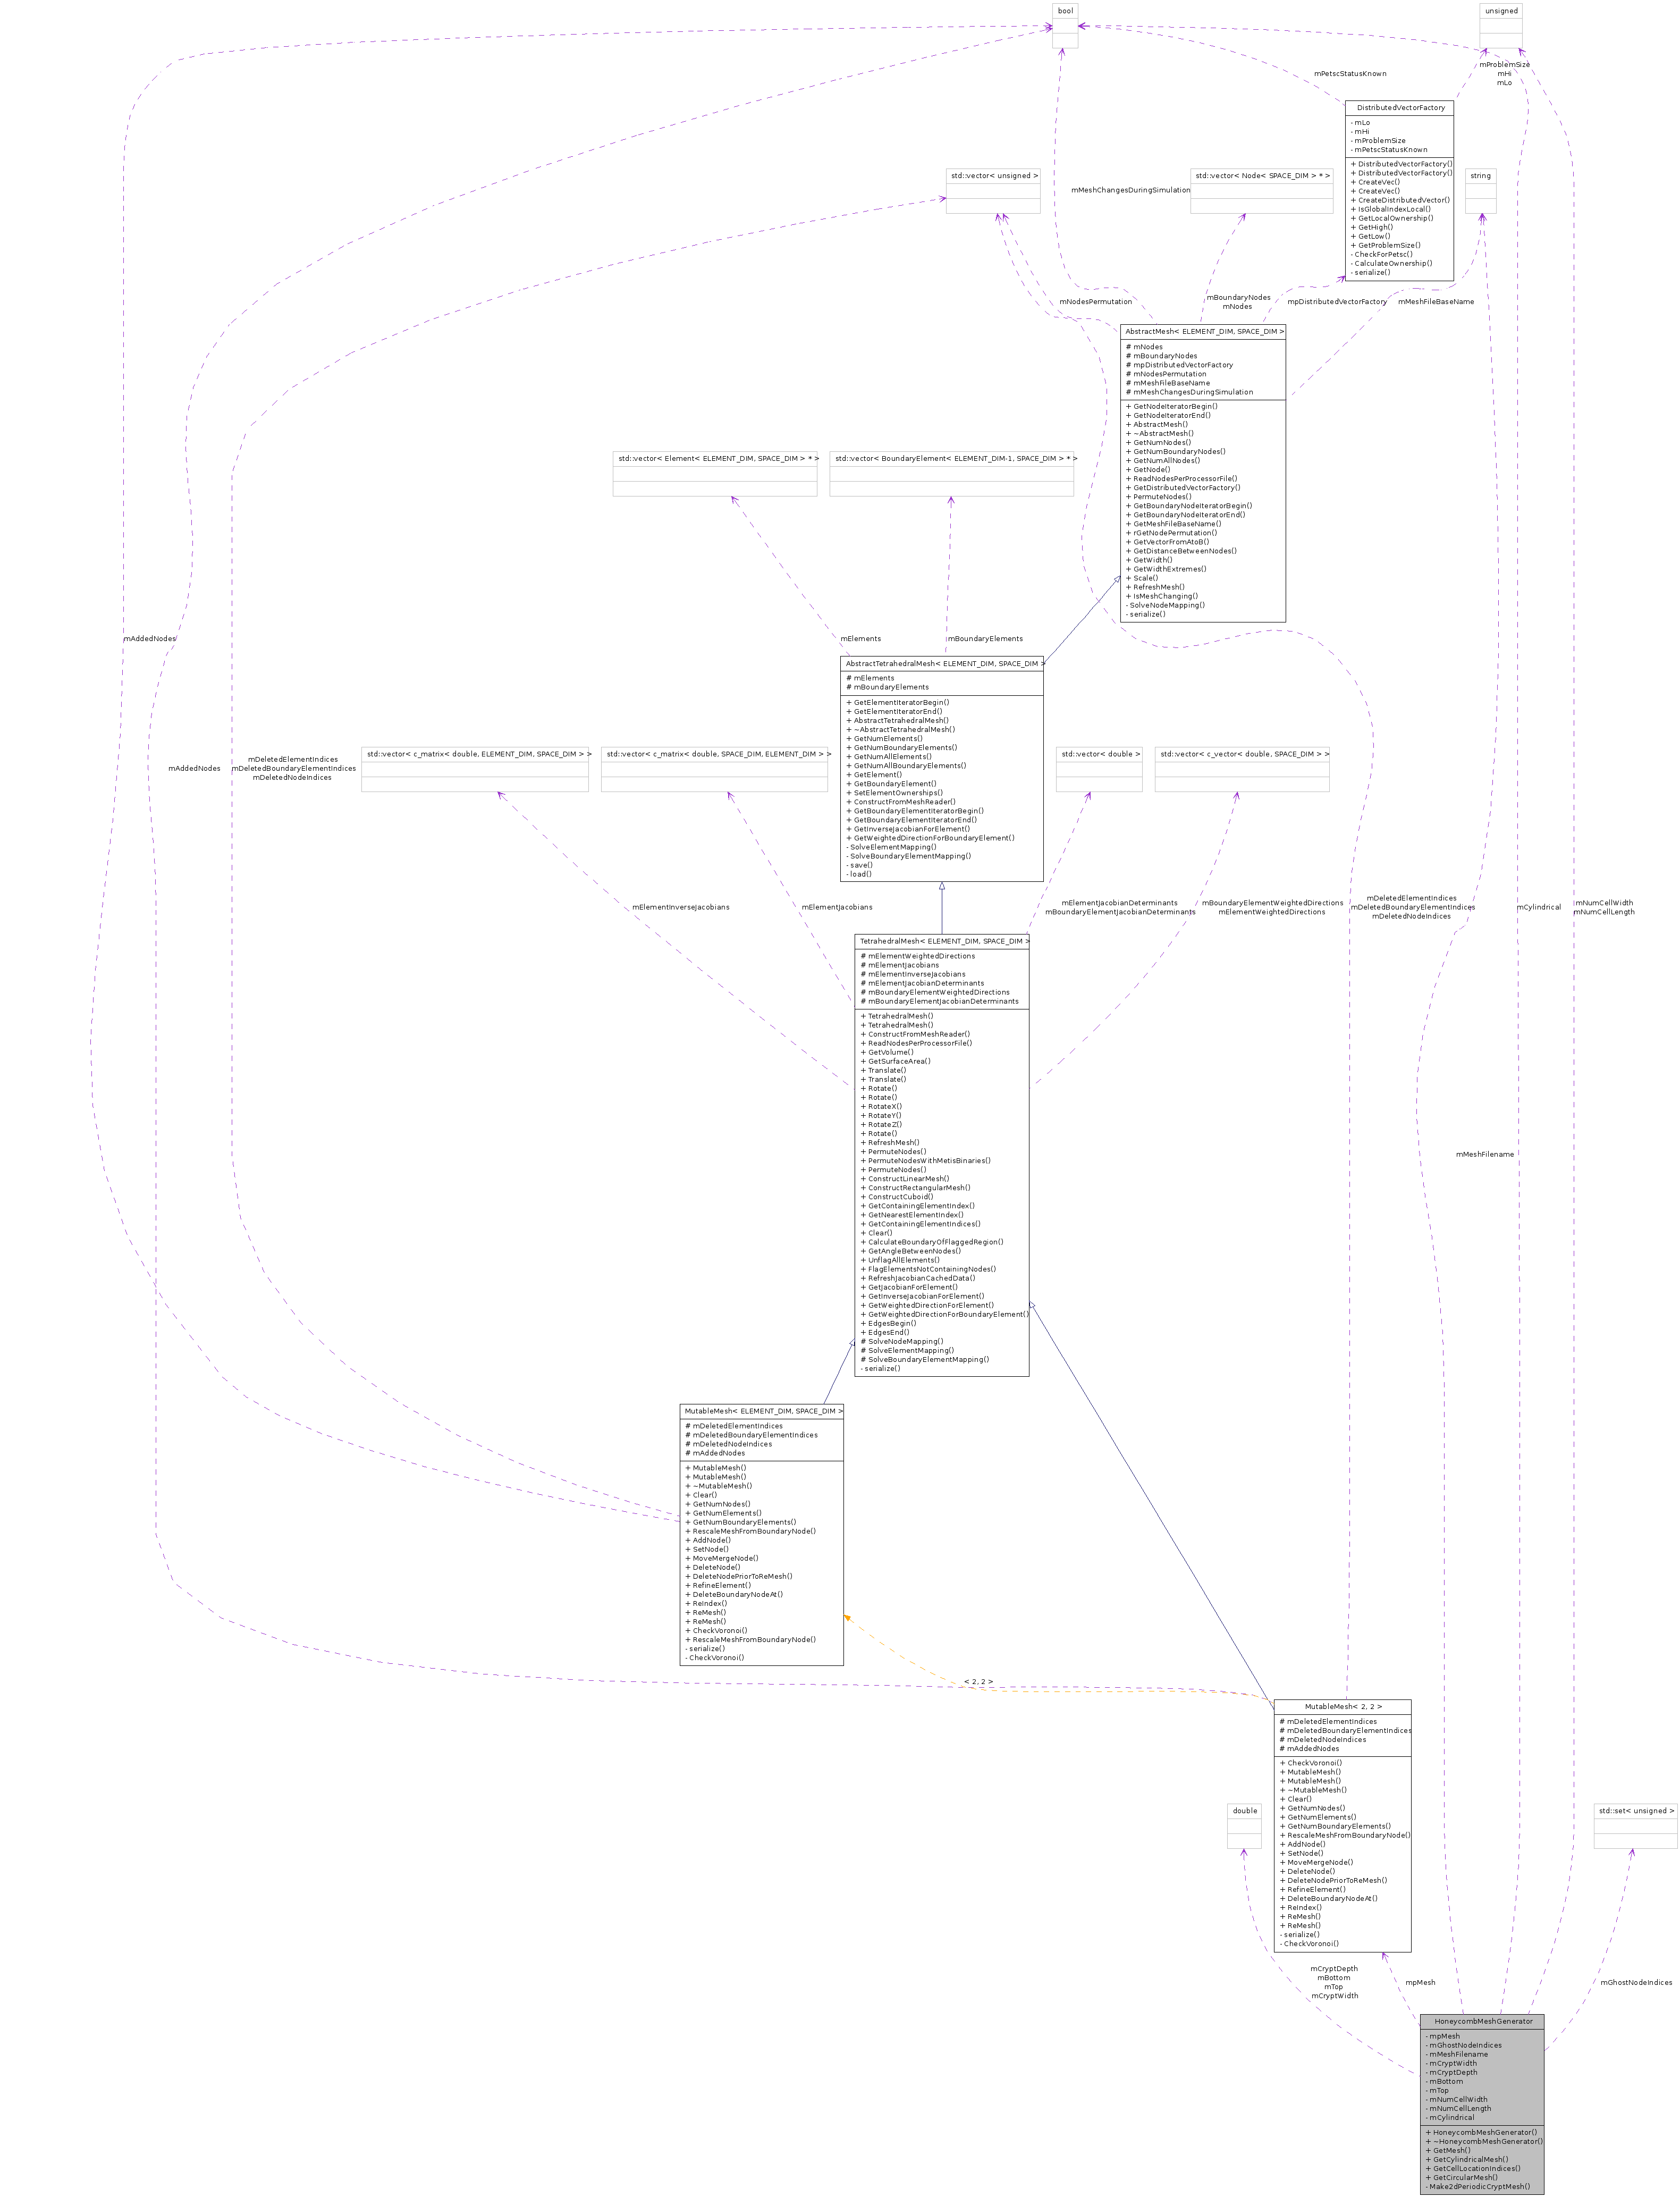 bool
unsigned
mPetscStatusKnown
mProblemSize
mHi
mLo
DistributedVectorFactory
- mLo
- mHi
- mProblemSize
- mPetscStatusKnown
+ DistributedVectorFactory()
+ DistributedVectorFactory()
+ CreateVec()
+ CreateVec()
+ CreateDistributedVector()
+ IsGlobalIndexLocal()
+ GetLocalOwnership()
+ GetHigh()
+ GetLow()
+ GetProblemSize()
- CheckForPetsc()
- CalculateOwnership()
- serialize()
std::vector< unsigned >
mMeshChangesDuringSimulation
std::vector< Node< SPACE_DIM > * >
string
mNodesPermutation
mBoundaryNodes
mNodes
mpDistributedVectorFactory
mMeshFileBaseName
AbstractMesh< ELEMENT_DIM, SPACE_DIM >
# mNodes
# mBoundaryNodes
# mpDistributedVectorFactory
# mNodesPermutation
# mMeshFileBaseName
# mMeshChangesDuringSimulation
+ GetNodeIteratorBegin()
+ GetNodeIteratorEnd()
+ AbstractMesh()
+ ~AbstractMesh()
+ GetNumNodes()
+ GetNumBoundaryNodes()
+ GetNumAllNodes()
+ GetNode()
+ ReadNodesPerProcessorFile()
+ GetDistributedVectorFactory()
+ PermuteNodes()
+ GetBoundaryNodeIteratorBegin()
+ GetBoundaryNodeIteratorEnd()
+ GetMeshFileBaseName()
+ rGetNodePermutation()
+ GetVectorFromAtoB()
+ GetDistanceBetweenNodes()
+ GetWidth()
+ GetWidthExtremes()
+ Scale()
+ RefreshMesh()
+ IsMeshChanging()
- SolveNodeMapping()
- serialize()
std::vector< Element< ELEMENT_DIM, SPACE_DIM > * >
std::vector< BoundaryElement< ELEMENT_DIM-1, SPACE_DIM > * >
mAddedNodes
mElements
mBoundaryElements
AbstractTetrahedralMesh< ELEMENT_DIM, SPACE_DIM >
# mElements
# mBoundaryElements
+ GetElementIteratorBegin()
+ GetElementIteratorEnd()
+ AbstractTetrahedralMesh()
+ ~AbstractTetrahedralMesh()
+ GetNumElements()
+ GetNumBoundaryElements()
+ GetNumAllElements()
+ GetNumAllBoundaryElements()
+ GetElement()
+ GetBoundaryElement()
+ SetElementOwnerships()
+ ConstructFromMeshReader()
+ GetBoundaryElementIteratorBegin()
+ GetBoundaryElementIteratorEnd()
+ GetInverseJacobianForElement()
+ GetWeightedDirectionForBoundaryElement()
- SolveElementMapping()
- SolveBoundaryElementMapping()
- save()
- load()
mAddedNodes
mDeletedElementIndices
mDeletedBoundaryElementIndices
mDeletedNodeIndices
std::vector< c_matrix< double, ELEMENT_DIM, SPACE_DIM > >
std::vector< c_matrix< double, SPACE_DIM, ELEMENT_DIM > >
std::vector< double >
std::vector< c_vector< double, SPACE_DIM > >
mElementInverseJacobians
mElementJacobians
mElementJacobianDeterminants
mBoundaryElementJacobianDeterminants
mBoundaryElementWeightedDirections
mElementWeightedDirections
mDeletedElementIndices
mDeletedBoundaryElementIndices
mDeletedNodeIndices
mCylindrical
mNumCellWidth
mNumCellLength
TetrahedralMesh< ELEMENT_DIM, SPACE_DIM >
# mElementWeightedDirections
# mElementJacobians
# mElementInverseJacobians
# mElementJacobianDeterminants
# mBoundaryElementWeightedDirections
# mBoundaryElementJacobianDeterminants
+ TetrahedralMesh()
+ TetrahedralMesh()
+ ConstructFromMeshReader()
+ ReadNodesPerProcessorFile()
+ GetVolume()
+ GetSurfaceArea()
+ Translate()
+ Translate()
+ Rotate()
+ Rotate()
+ RotateX()
+ RotateY()
+ RotateZ()
+ Rotate()
+ RefreshMesh()
+ PermuteNodes()
+ PermuteNodesWithMetisBinaries()
+ PermuteNodes()
+ ConstructLinearMesh()
+ ConstructRectangularMesh()
+ ConstructCuboid()
+ GetContainingElementIndex()
+ GetNearestElementIndex()
+ GetContainingElementIndices()
+ Clear()
+ CalculateBoundaryOfFlaggedRegion()
+ GetAngleBetweenNodes()
+ UnflagAllElements()
+ FlagElementsNotContainingNodes()
+ RefreshJacobianCachedData()
+ GetJacobianForElement()
+ GetInverseJacobianForElement()
+ GetWeightedDirectionForElement()
+ GetWeightedDirectionForBoundaryElement()
+ EdgesBegin()
+ EdgesEnd()
# SolveNodeMapping()
# SolveElementMapping()
# SolveBoundaryElementMapping()
- serialize()
mMeshFilename
MutableMesh< ELEMENT_DIM, SPACE_DIM >
# mDeletedElementIndices
# mDeletedBoundaryElementIndices
# mDeletedNodeIndices
# mAddedNodes
+ MutableMesh()
+ MutableMesh()
+ ~MutableMesh()
+ Clear()
+ GetNumNodes()
+ GetNumElements()
+ GetNumBoundaryElements()
+ RescaleMeshFromBoundaryNode()
+ AddNode()
+ SetNode()
+ MoveMergeNode()
+ DeleteNode()
+ DeleteNodePriorToReMesh()
+ RefineElement()
+ DeleteBoundaryNodeAt()
+ ReIndex()
+ ReMesh()
+ ReMesh()
+ CheckVoronoi()
+ RescaleMeshFromBoundaryNode()
- serialize()
- CheckVoronoi()
< 2, 2 >
MutableMesh< 2, 2 >
# mDeletedElementIndices
# mDeletedBoundaryElementIndices
# mDeletedNodeIndices
# mAddedNodes
+ CheckVoronoi()
+ MutableMesh()
+ MutableMesh()
+ ~MutableMesh()
+ Clear()
+ GetNumNodes()
+ GetNumElements()
+ GetNumBoundaryElements()
+ RescaleMeshFromBoundaryNode()
+ AddNode()
+ SetNode()
+ MoveMergeNode()
+ DeleteNode()
+ DeleteNodePriorToReMesh()
+ RefineElement()
+ DeleteBoundaryNodeAt()
+ ReIndex()
+ ReMesh()
+ ReMesh()
- serialize()
- CheckVoronoi()
double
std::set< unsigned >
mCryptDepth
mBottom
mTop
mCryptWidth
mpMesh
mGhostNodeIndices
HoneycombMeshGenerator
- mpMesh
- mGhostNodeIndices
- mMeshFilename
- mCryptWidth
- mCryptDepth
- mBottom
- mTop
- mNumCellWidth
- mNumCellLength
- mCylindrical
+ HoneycombMeshGenerator()
+ ~HoneycombMeshGenerator()
+ GetMesh()
+ GetCylindricalMesh()
+ GetCellLocationIndices()
+ GetCircularMesh()
- Make2dPeriodicCryptMesh()